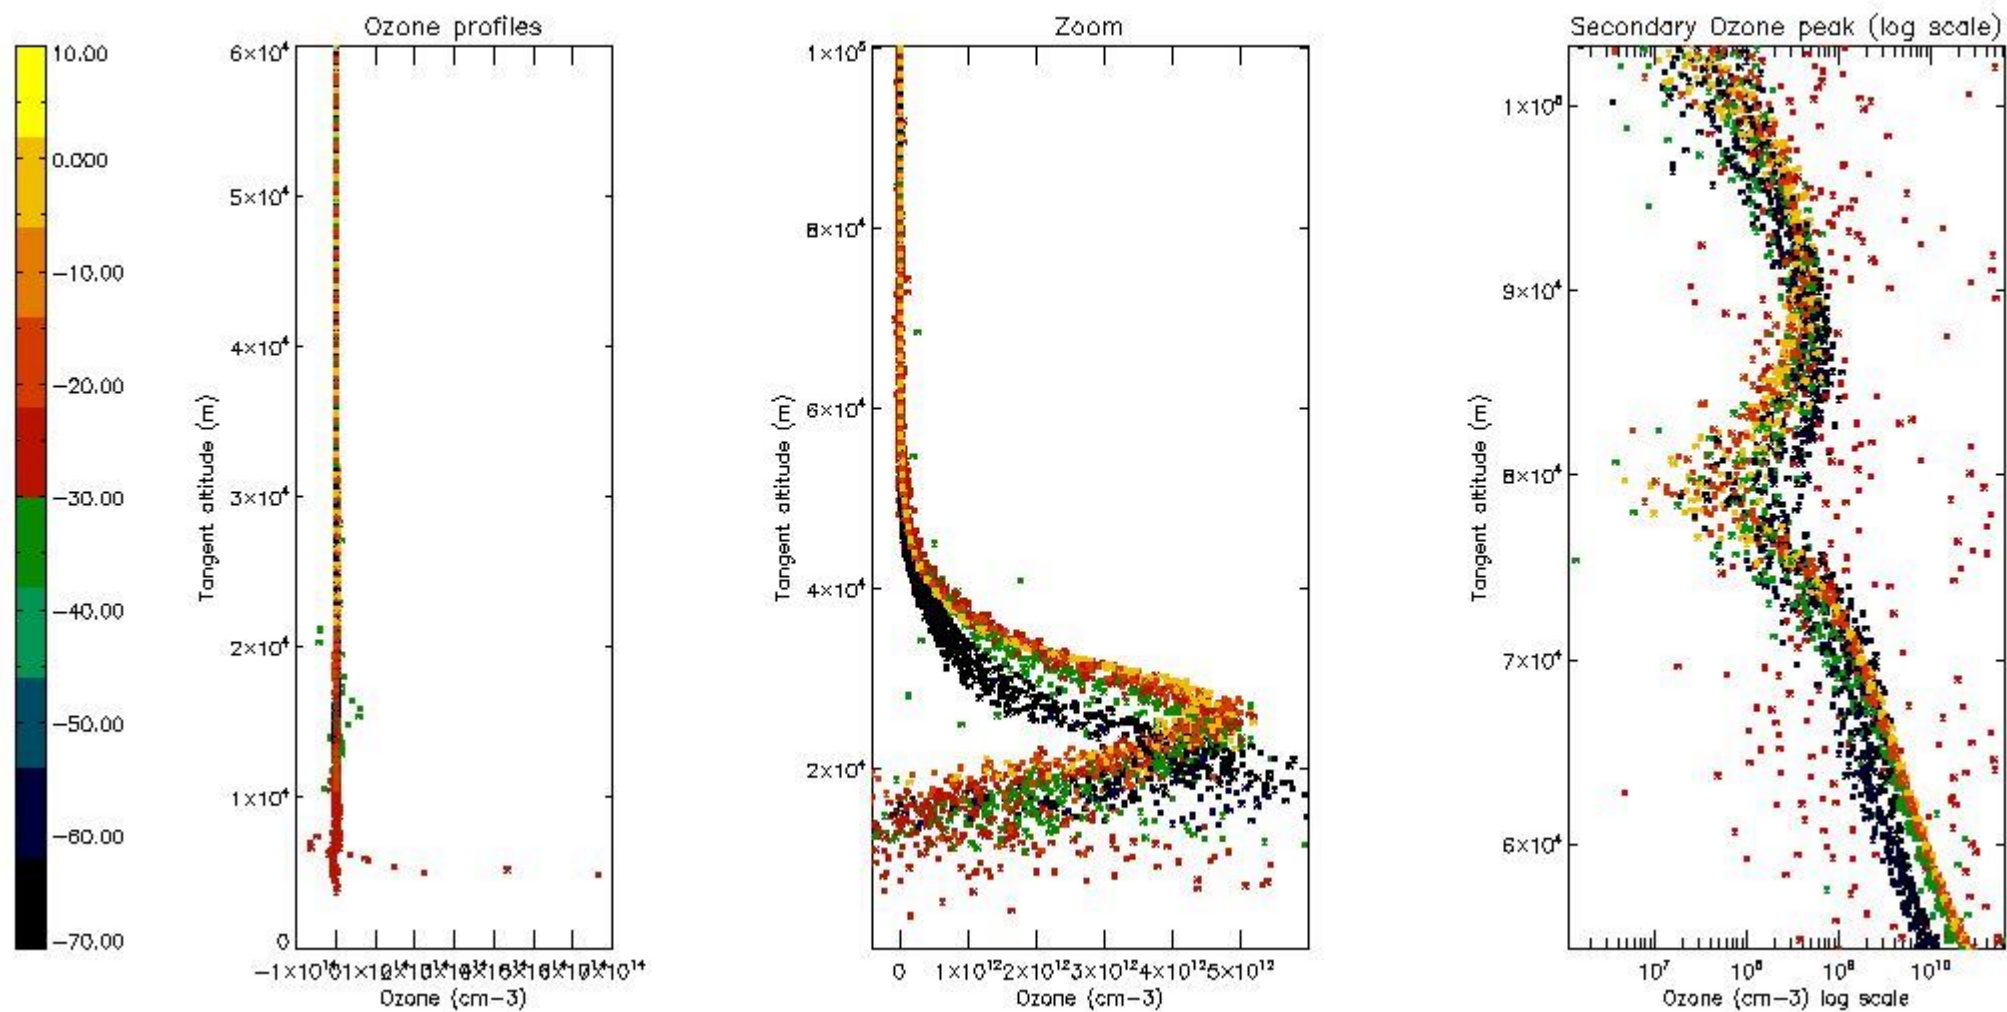 Ozone profiles
Zoom
Secondary Ozone peak (log scale)
10.00
0.00
−10.00
−20.00
−30.00
−40.00
−50.00
−60.00
−70.00
6×10⁴
5×10⁴
4×10⁴
3×10⁴
2×10⁴
1×10⁴
0
Tangent altitude (m)
Ozone (cm−3)
1×10⁵
8×10⁴
6×10⁴
4×10⁴
2×10⁴
Tangent altitude (m)
0 1×10¹² 2×10¹² 3×10¹² 4×10¹² 5×10¹²
Ozone (cm−3)
9×10⁴
8×10⁴
7×10⁴
6×10⁴
Tangent altitude (m)
10⁷ 10⁸ 10⁹ 10¹⁰
Ozone (cm−3) log scale